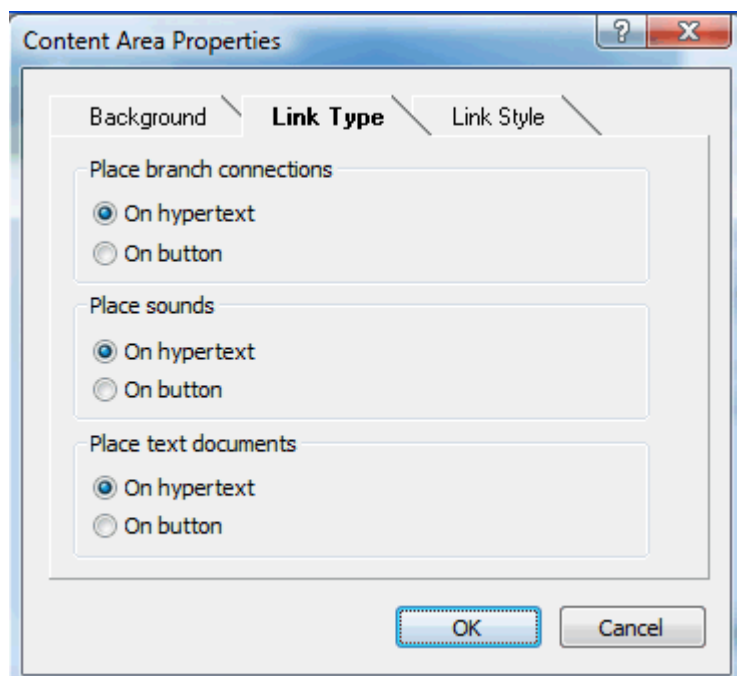 Content Area Properties
Background Link Type Link Style
Place branch connections
On hypertext
On button
Place sounds
On hypertext
On button
Place text documents
On hypertext
On button
OK Cancel